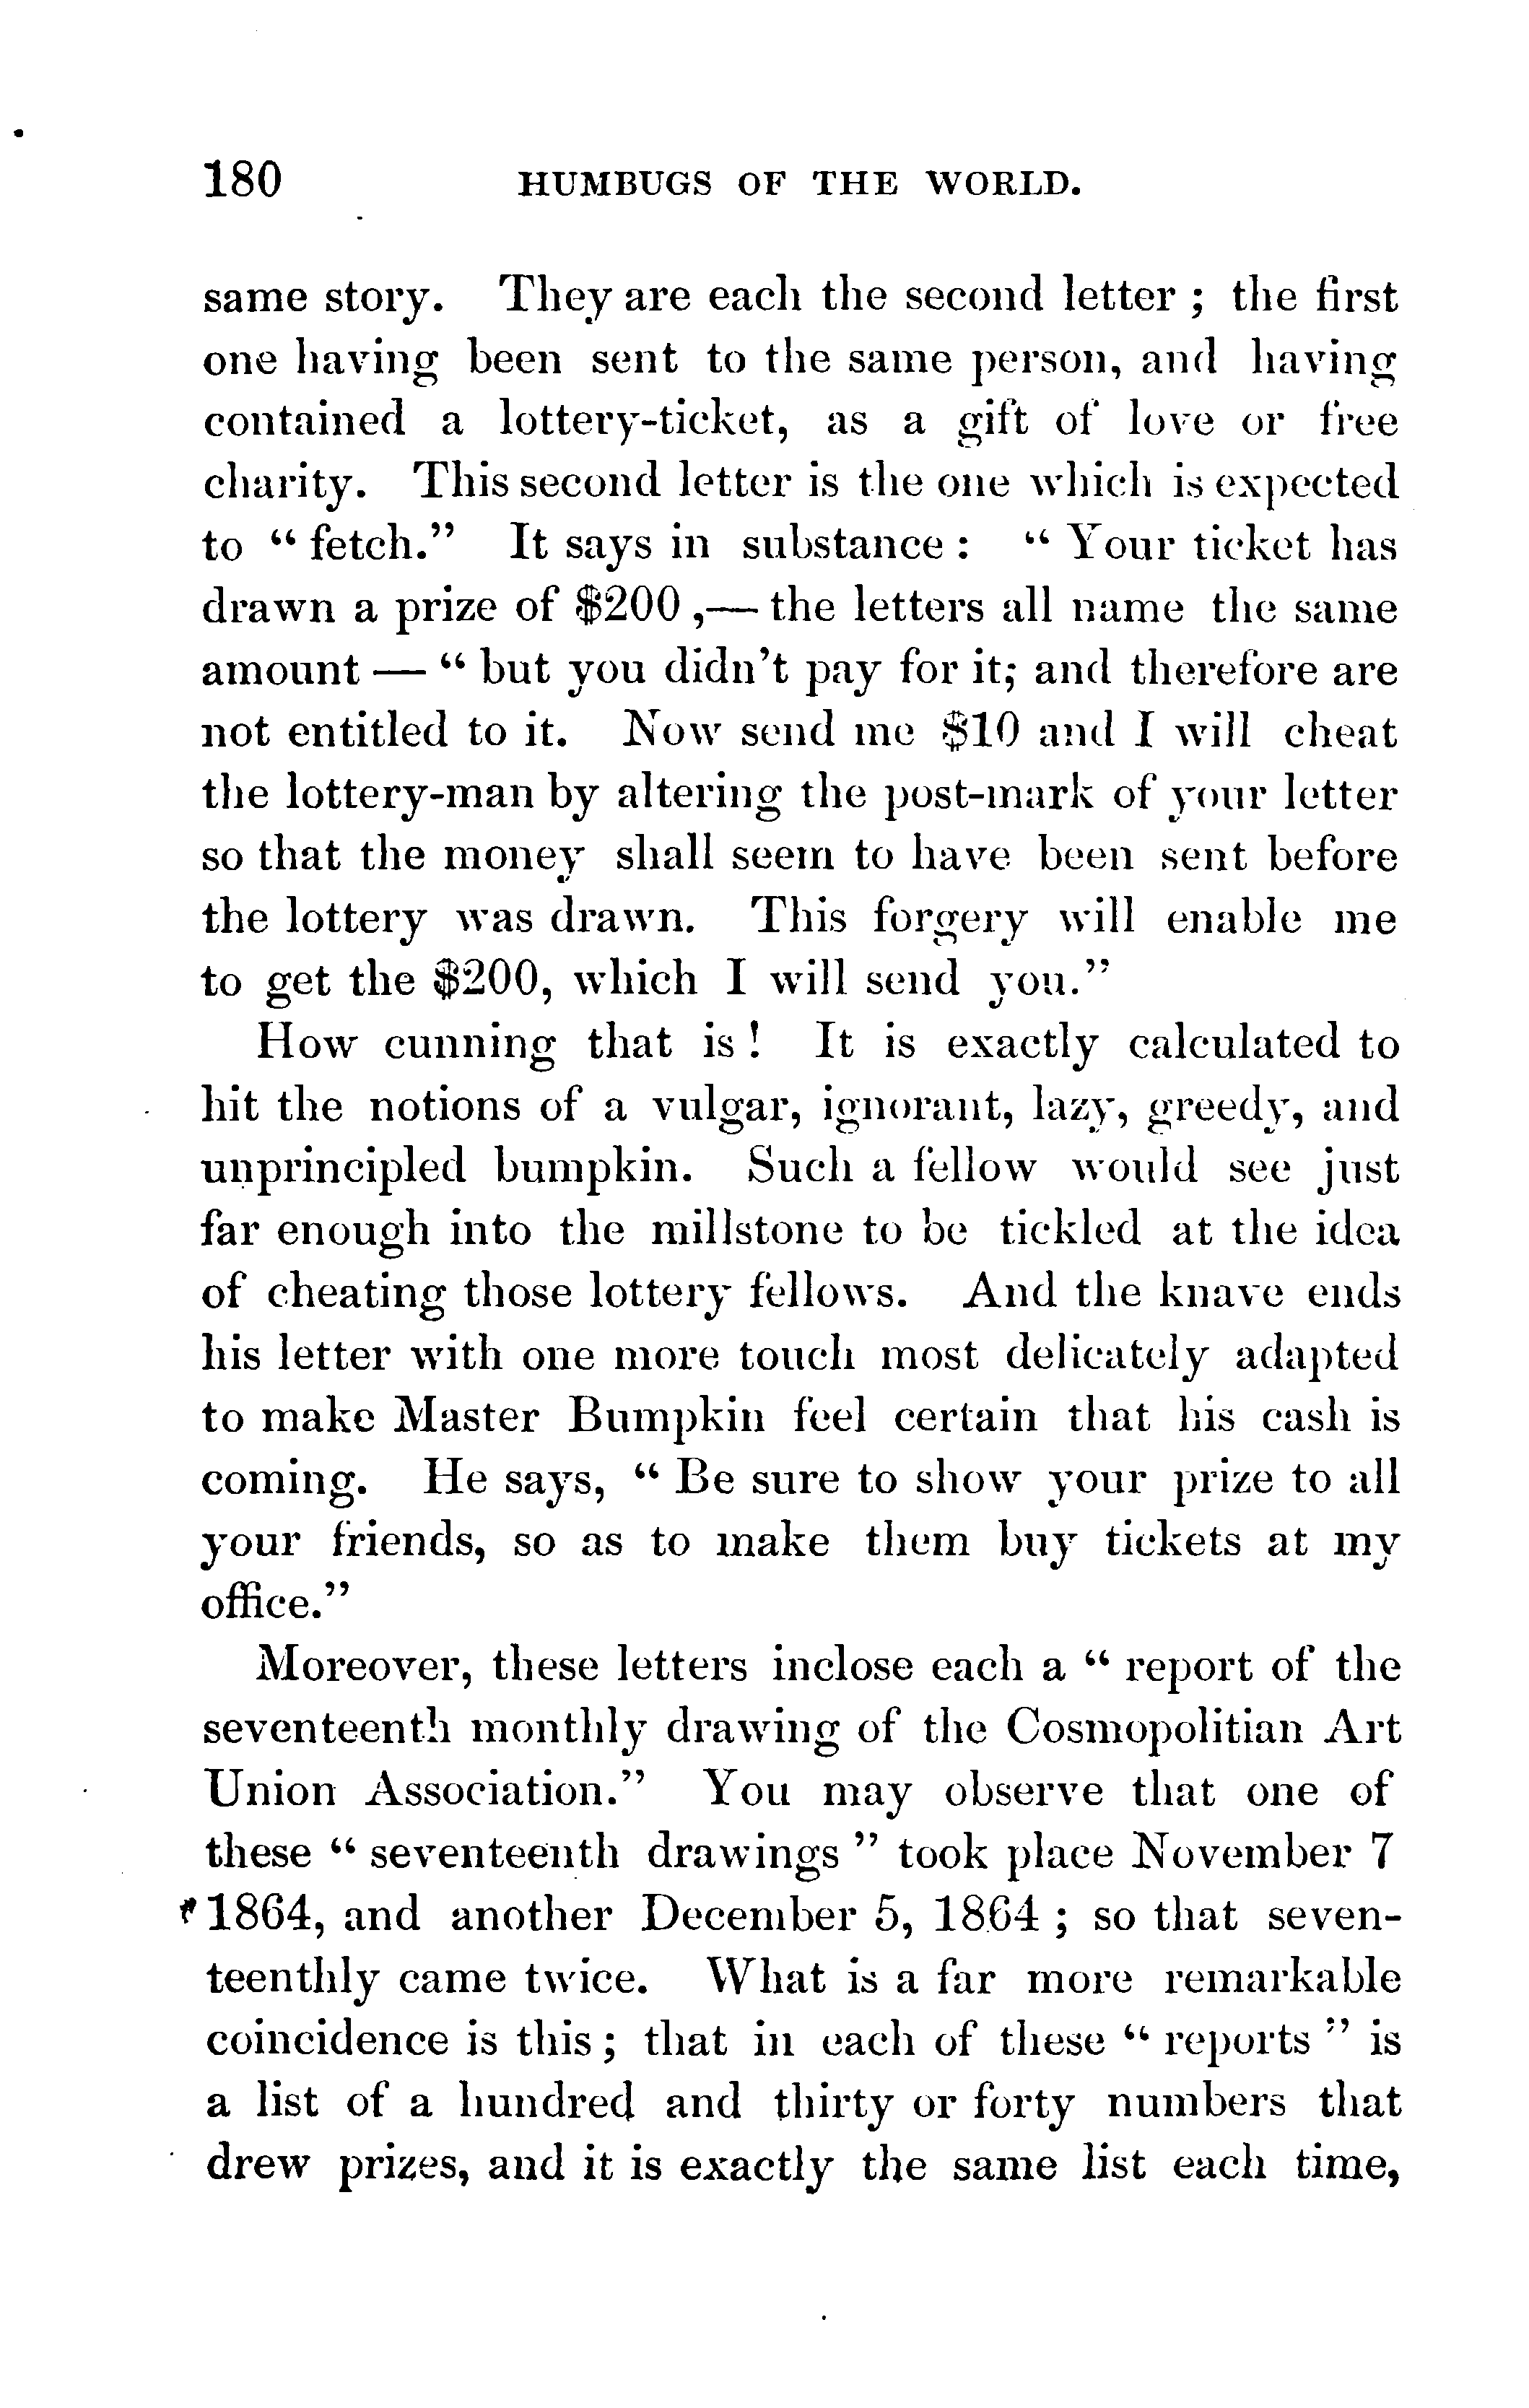 180 HUMBUGS OF THE WORLD.
same story. They are each the second letter ; the first
one having been sent to the same person, and having
contained a lottery-ticket, as a gift of love or free
charity. This second letter is the one which is expected
to “ fetch.” It says in substance : “ Your ticket has
drawn a prize of $200 ,— the letters all name the same
amount — “ but you didn’t pay for it; and therefore are
not entitled to it. Now send me $10 and I will cheat
the lottery-man by altering the post-mark of your letter
so that the money shall seem to have been sent before
the lottery was drawn. This forgery will enable me
to get the $200, which I will send you.”
How cunning that is ! It is exactly calculated to
hit the notions of a vulgar, ignorant, lazy, greedy, and
unprincipled bumpkin. Such a fellow would see just
far enough into the millstone to be tickled at the idea
of cheating those lottery fellows. And the knave ends
his letter with one more touch most delicately adapted
to make Master Bumpkin feel certain that his cash is
coming. He says, “ Be sure to show your prize to all
your friends, so as to make them buy tickets at my
office.”
Moreover, these letters inclose each a “ report of the
seventeenth monthly drawing of the Cosmopolitian Art
Union Association.” You may observe that one of
these “ seventeenth drawings ” took place November 7
1864, and another December 5, 1864 ; so that seven-
teenthly came twice. What is a far more remarkable
coincidence is this ; that in each of these “ reports ” is
a list of a hundred and thirty or forty numbers that
drew prizes, and it is exactly the same list each time,